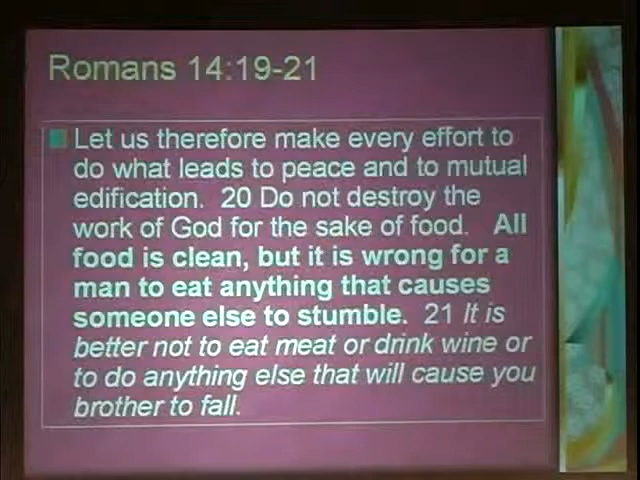 Romans 14:19-21
Let us therefore make every effort to
do what leads to peace and to mutual
edification. 20 Do not destroy the
work of God for the sake of food. All
food is clean, but it is wrong for a
man to eat anything that causes
someone else to stumble. 21 It is
better not to eat meat or drink wine or
to do anything else that will cause you
brother to fall.